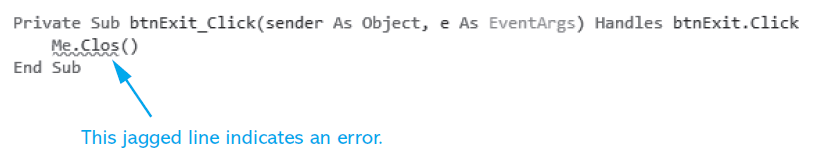 Private Sub btnExit_Click(sender As Object, e As EventArgs) Handles btnExit.Click
    Me.Clos()
End Sub
This jagged line indicates an error.